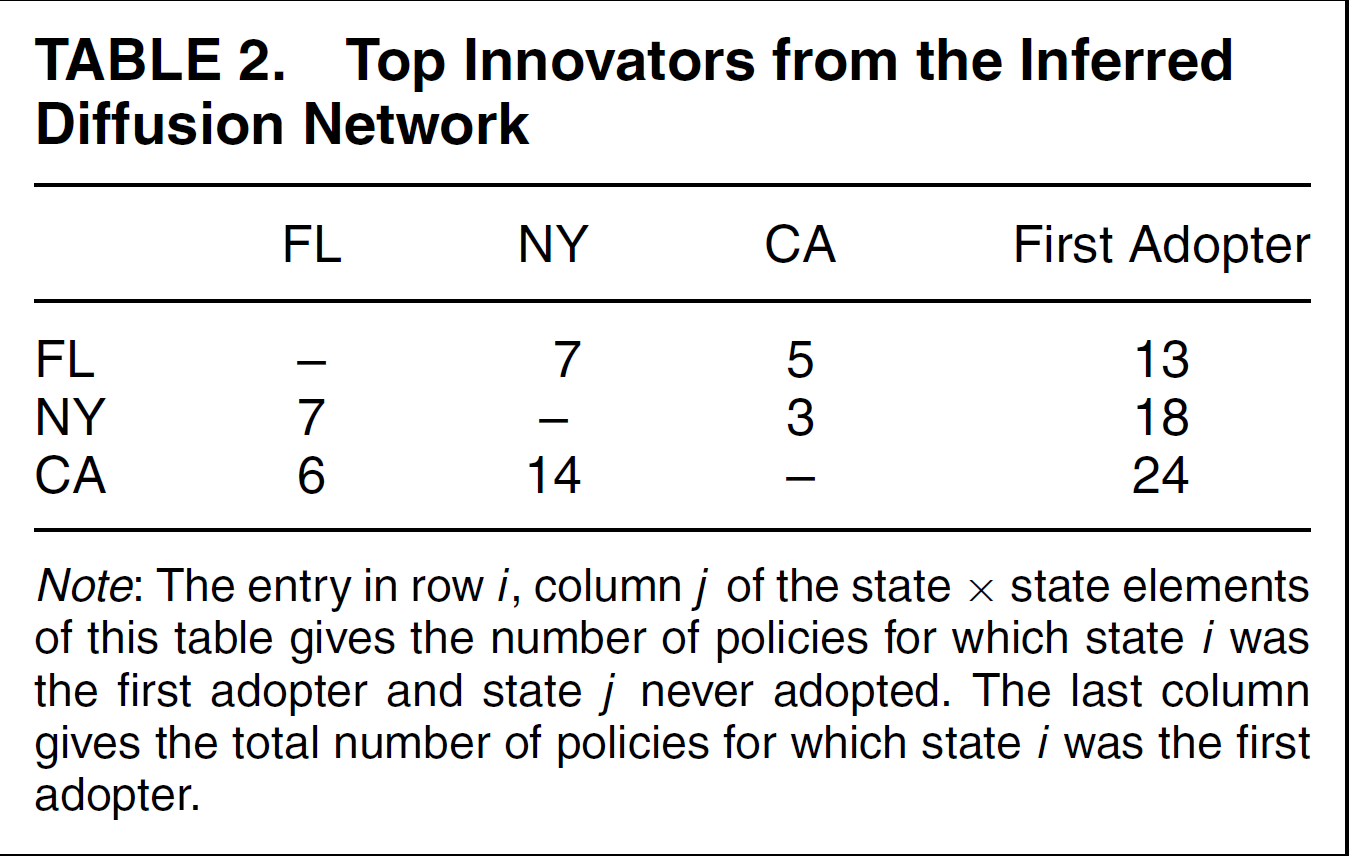 TABLE 2. Top Innovators from the Inferred
Diffusion Network
FL NY CA First Adopter
FL – 7 5 13
NY 7 – 3 18
CA 6 14 – 24
Note: The entry in row i, column j of the state × state elements
of this table gives the number of policies for which state i was
the first adopter and state j never adopted. The last column
gives the total number of policies for which state i was the first
adopter.